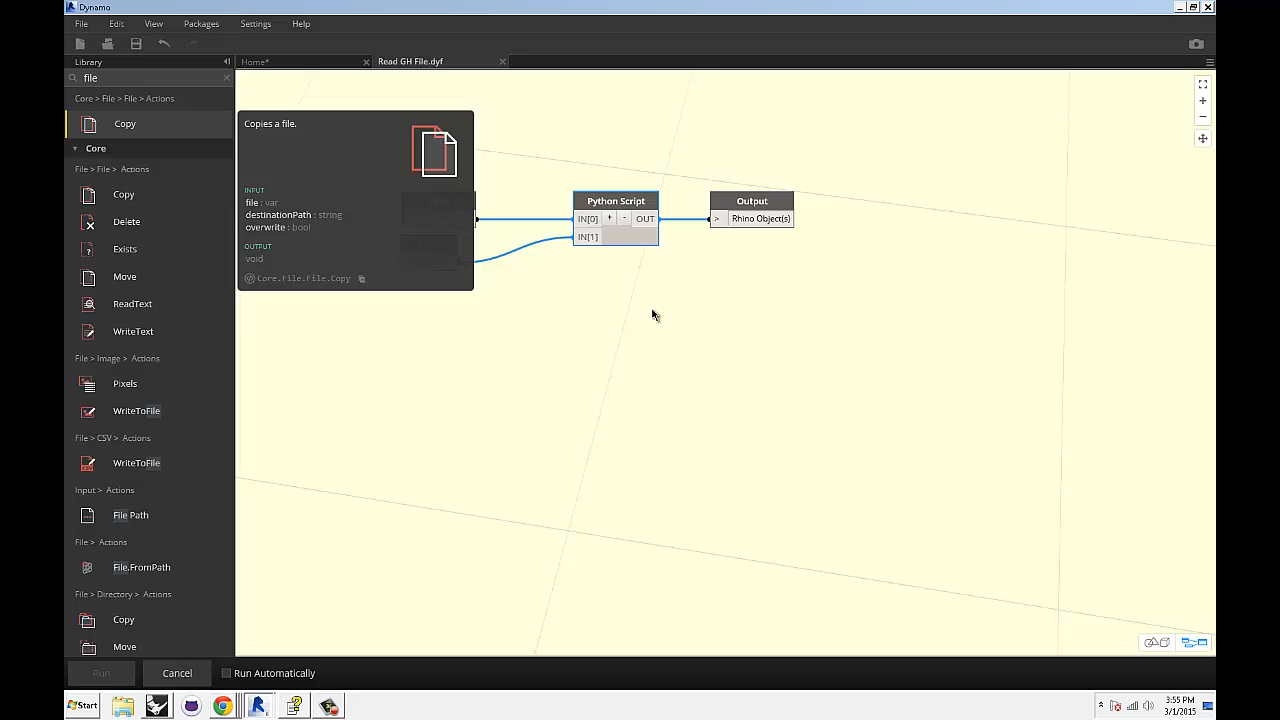 Dynamo
File Edit View Packages Settings Help
Library
Home*
Read GH File.dyf
file
Core > File > File > Actions
Copy
Core
File > File > Actions
Copy
Delete
Exists
Move
ReadText
WriteText
File > Image > Actions
Pixels
WriteToFile
File > CSV > Actions
WriteToFile
Input > Actions
File Path
File > Actions
File.FromPath
File > Directory > Actions
Copy
Move
Copies a file.
INPUT
file : var
destinationPath : string
overwrite : bool
OUTPUT
void
Core.File.File.Copy
Python Script
IN[0] + - OUT
IN[1]
Output
> Rhino Object(s)
Run
Cancel
Run Automatically
Start
3:55 PM
3/1/2015